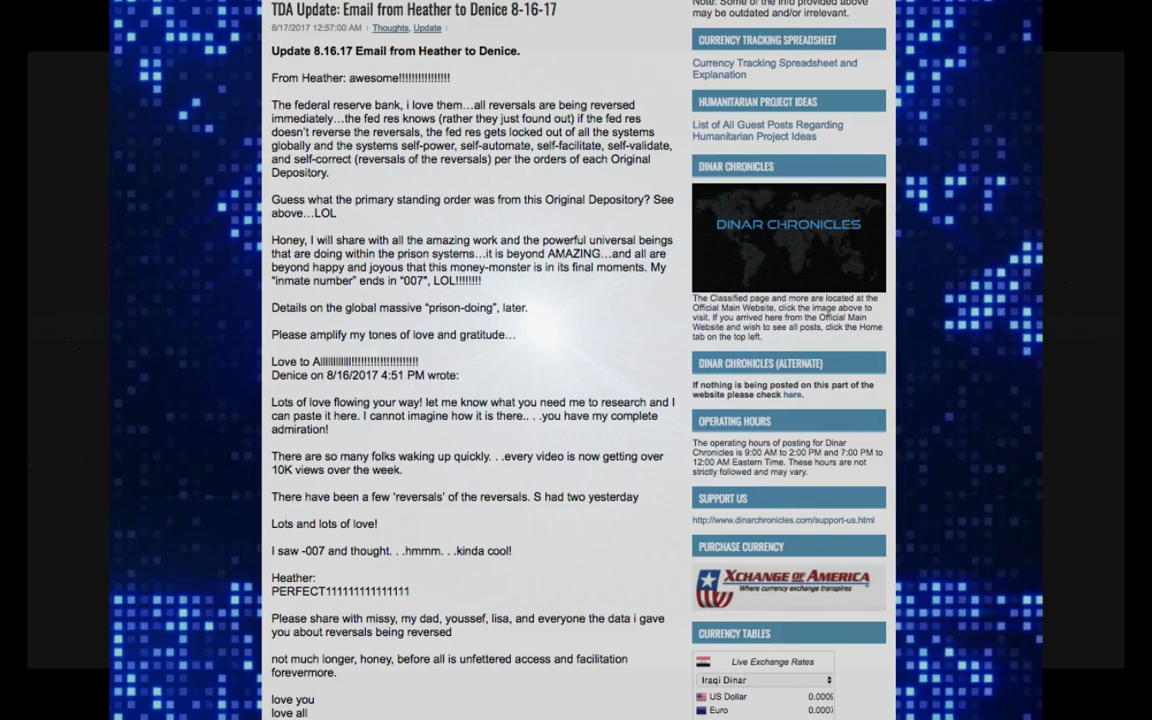 TDA Update: Email from Heather to Denice 8-16-17
8/17/2017 12:57:00 AM | Thoughts, Update |
Update 8.16.17 Email from Heather to Denice.
From Heather: awesome!!!!!!!!!!!!!!!!
The federal reserve bank, i love them…all reversals are being reversed
immediately…the fed res knows (rather they just found out) if the fed res
doesn't reverse the reversals, the fed res gets locked out of all the systems
globally and the systems self-power, self-automate, self-facilitate, self-validate,
and self-correct (reversals of the reversals) per the orders of each Original
Depository.
Guess what the primary standing order was from this Original Depository? See
above…LOL
Honey, I will share with all the amazing work and the powerful universal beings
that are doing within the prison systems…it is beyond AMAZING…and all are
beyond happy and joyous that this money-monster is in its final moments. My
"inmate number" ends in "007", LOL!!!!!!!!
Details on the global massive "prison-doing", later.
Please amplify my tones of love and gratitude…
Love to Allllllllllll!!!!!!!!!!!!!!!!!!!!!!
Denice on 8/16/2017 4:51 PM wrote:
Lots of love flowing your way! let me know what you need me to research and I
can paste it here. I cannot imagine how it is there.. . .you have my complete
admiration!
There are so many folks waking up quickly. . .every video is now getting over
10K views over the week.
There have been a few 'reversals' of the reversals. S had two yesterday
Lots and lots of love!
I saw -007 and thought. . .hmmm. . .kinda cool!
Heather:
PERFECT111111111111111
Please share with missy, my dad, youssef, lisa, and everyone the data i gave
you about reversals being reversed
not much longer, honey, before all is unfettered access and facilitation
forevermore.
love you
love all
Note: Some of the info provided above
may be outdated and/or irrelevant.
CURRENCY TRACKING SPREADSHEET
Currency Tracking Spreadsheet and
Explanation
HUMANITARIAN PROJECT IDEAS
List of All Guest Posts Regarding
Humanitarian Project Ideas
DINAR CHRONICLES
DINAR CHRONICLES
The Classified page and more are located at the
Official Main Website, click the image above to
visit. If you arrived here from the Official Main
Website and wish to see all posts, click the Home
tab on the top left.
DINAR CHRONICLES (ALTERNATE)
If nothing is being posted on this part of the
website please check here.
OPERATING HOURS
The operating hours of posting for Dinar
Chronicles is 9:00 AM to 2:00 PM and 7:00 PM to
12:00 AM Eastern Time. These hours are not
strictly followed and may vary.
SUPPORT US
http://www.dinarchronicles.com/support-us.html
PURCHASE CURRENCY
XCHANGE OF AMERICA
Where currency exchange transpires
CURRENCY TABLES
Live Exchange Rates
Iraqi Dinar
US Dollar
Euro